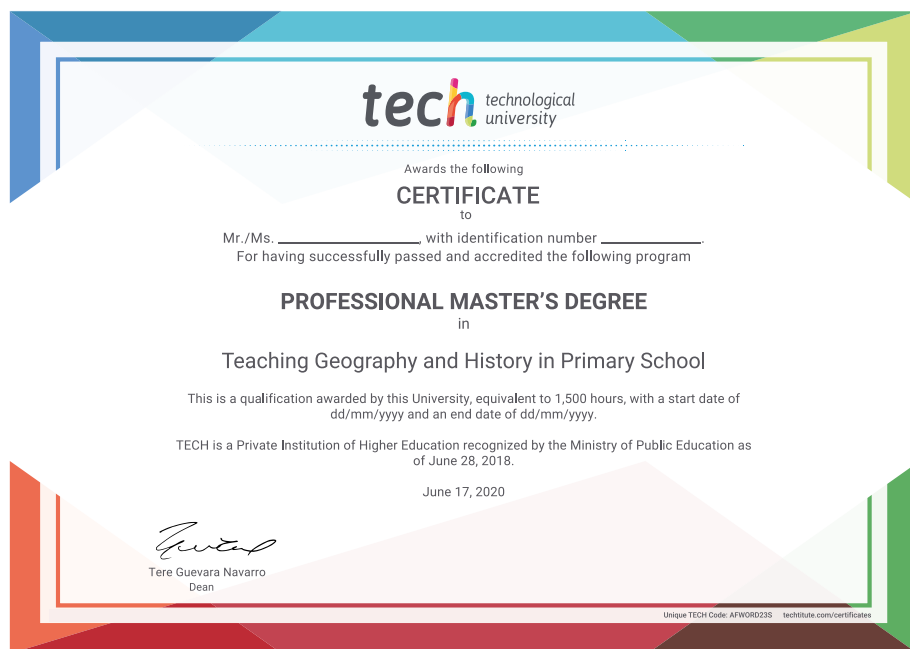 tech technological
university
Awards the following
CERTIFICATE
to
Mr./Ms. ____________________, with identification number ______________.
For having successfully passed and accredited the following program
PROFESSIONAL MASTER’S DEGREE
in
Teaching Geography and History in Primary School
This is a qualification awarded by this University, equivalent to 1,500 hours, with a start date of
dd/mm/yyyy and an end date of dd/mm/yyyy.
TECH is a Private Institution of Higher Education recognized by the Ministry of Public Education as
of June 28, 2018.
June 17, 2020
Tere Guevara Navarro
Dean
Unique TECH Code: AFWORD23S techtitute.com/certificates